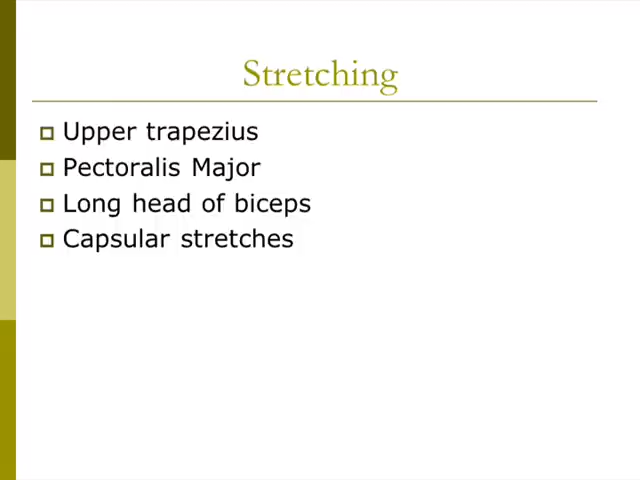 Stretching
Upper trapezius
Pectoralis Major
Long head of biceps
Capsular stretches